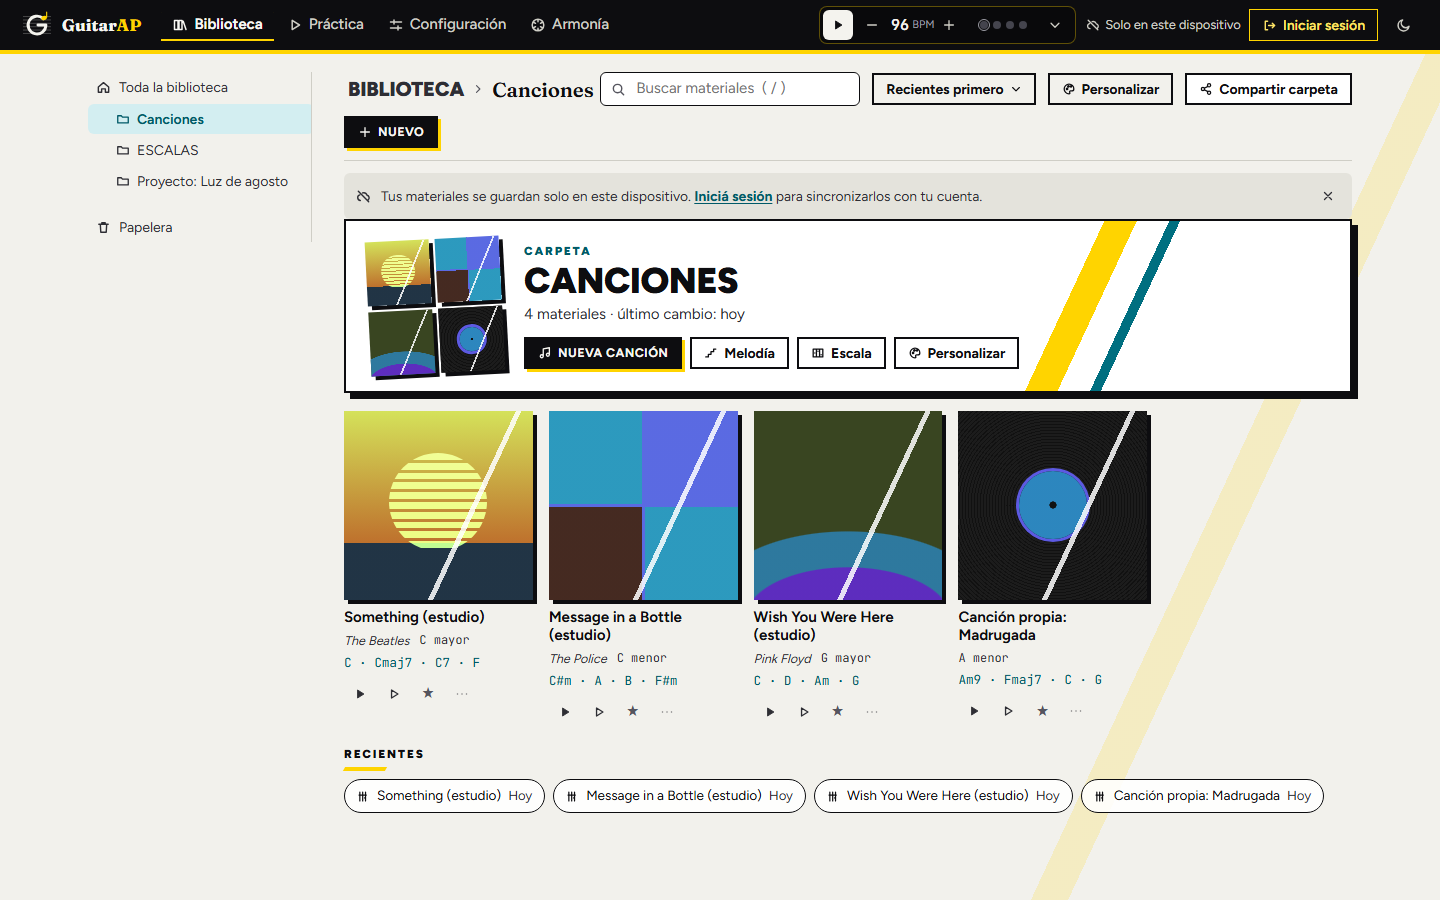 GuitarAP
Biblioteca
Práctica
Configuración
Armonía
96 BPM
Solo en este dispositivo
Iniciar sesión
Toda la biblioteca
Canciones
ESCALAS
Proyecto: Luz de agosto
Papelera
BIBLIOTECA › Canciones
Buscar materiales ( / )
Recientes primero
Personalizar
Compartir carpeta
+ NUEVO
Tus materiales se guardan solo en este dispositivo. Iniciá sesión para sincronizarlos con tu cuenta.
CARPETA
CANCIONES
4 materiales · último cambio: hoy
NUEVA CANCIÓN
Melodía
Escala
Personalizar
Something (estudio)
The Beatles C mayor
C · Cmaj7 · C7 · F
Message in a Bottle
(estudio)
The Police C menor
C#m · A · B · F#m
Wish You Were Here
(estudio)
Pink Floyd G mayor
C · D · Am · G
Canción propia:
Madrugada
A menor
Am9 · Fmaj7 · C · G
RECIENTES
Something (estudio) Hoy
Message in a Bottle (estudio) Hoy
Wish You Were Here (estudio) Hoy
Canción propia: Madrugada Hoy